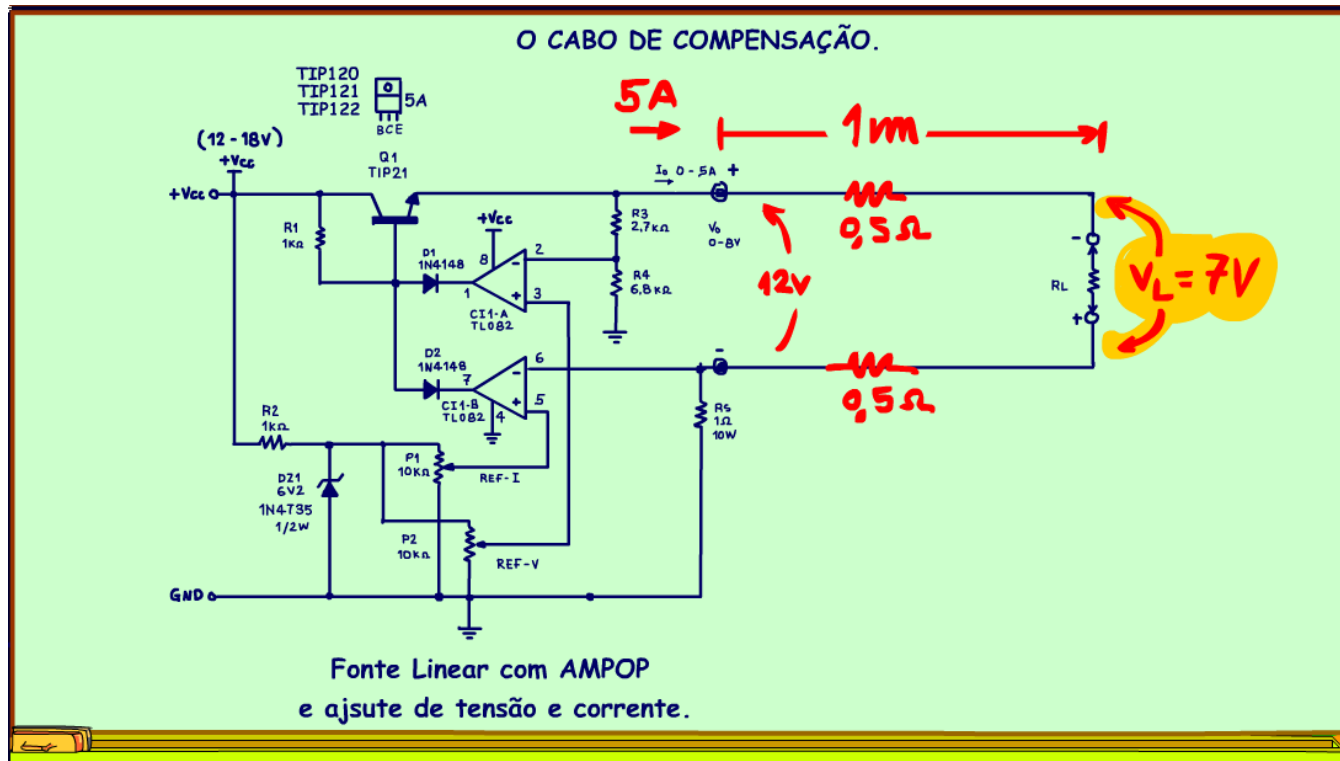 O CABO DE COMPENSAÇÃO.
TIP120
TIP121
TIP122
5A
BCE
5A
1m
(12-18V)
+Vcc
+Vcc
Q1
TIP21
Io 0-5A +
R1
1KΩ
+Vcc
R3
2,7KΩ
Vo
0-8V
0,5Ω
D1
1N4148
8
2
-
1
+
3
R4
6,8KΩ
12V
-
RL
+
VL = 7V
CI1-A
TL082
D2
1N4148
7
6
-
-
+
5
CI1-B
TL082
4
0,5Ω
R2
1KΩ
RS
1Ω
10W
P1
10KΩ
REF-I
DZ1
6V2
1N4735
1/2W
P2
10KΩ
REF-V
GND
Fonte Linear com AMPOP
e ajsute de tensão e corrente.